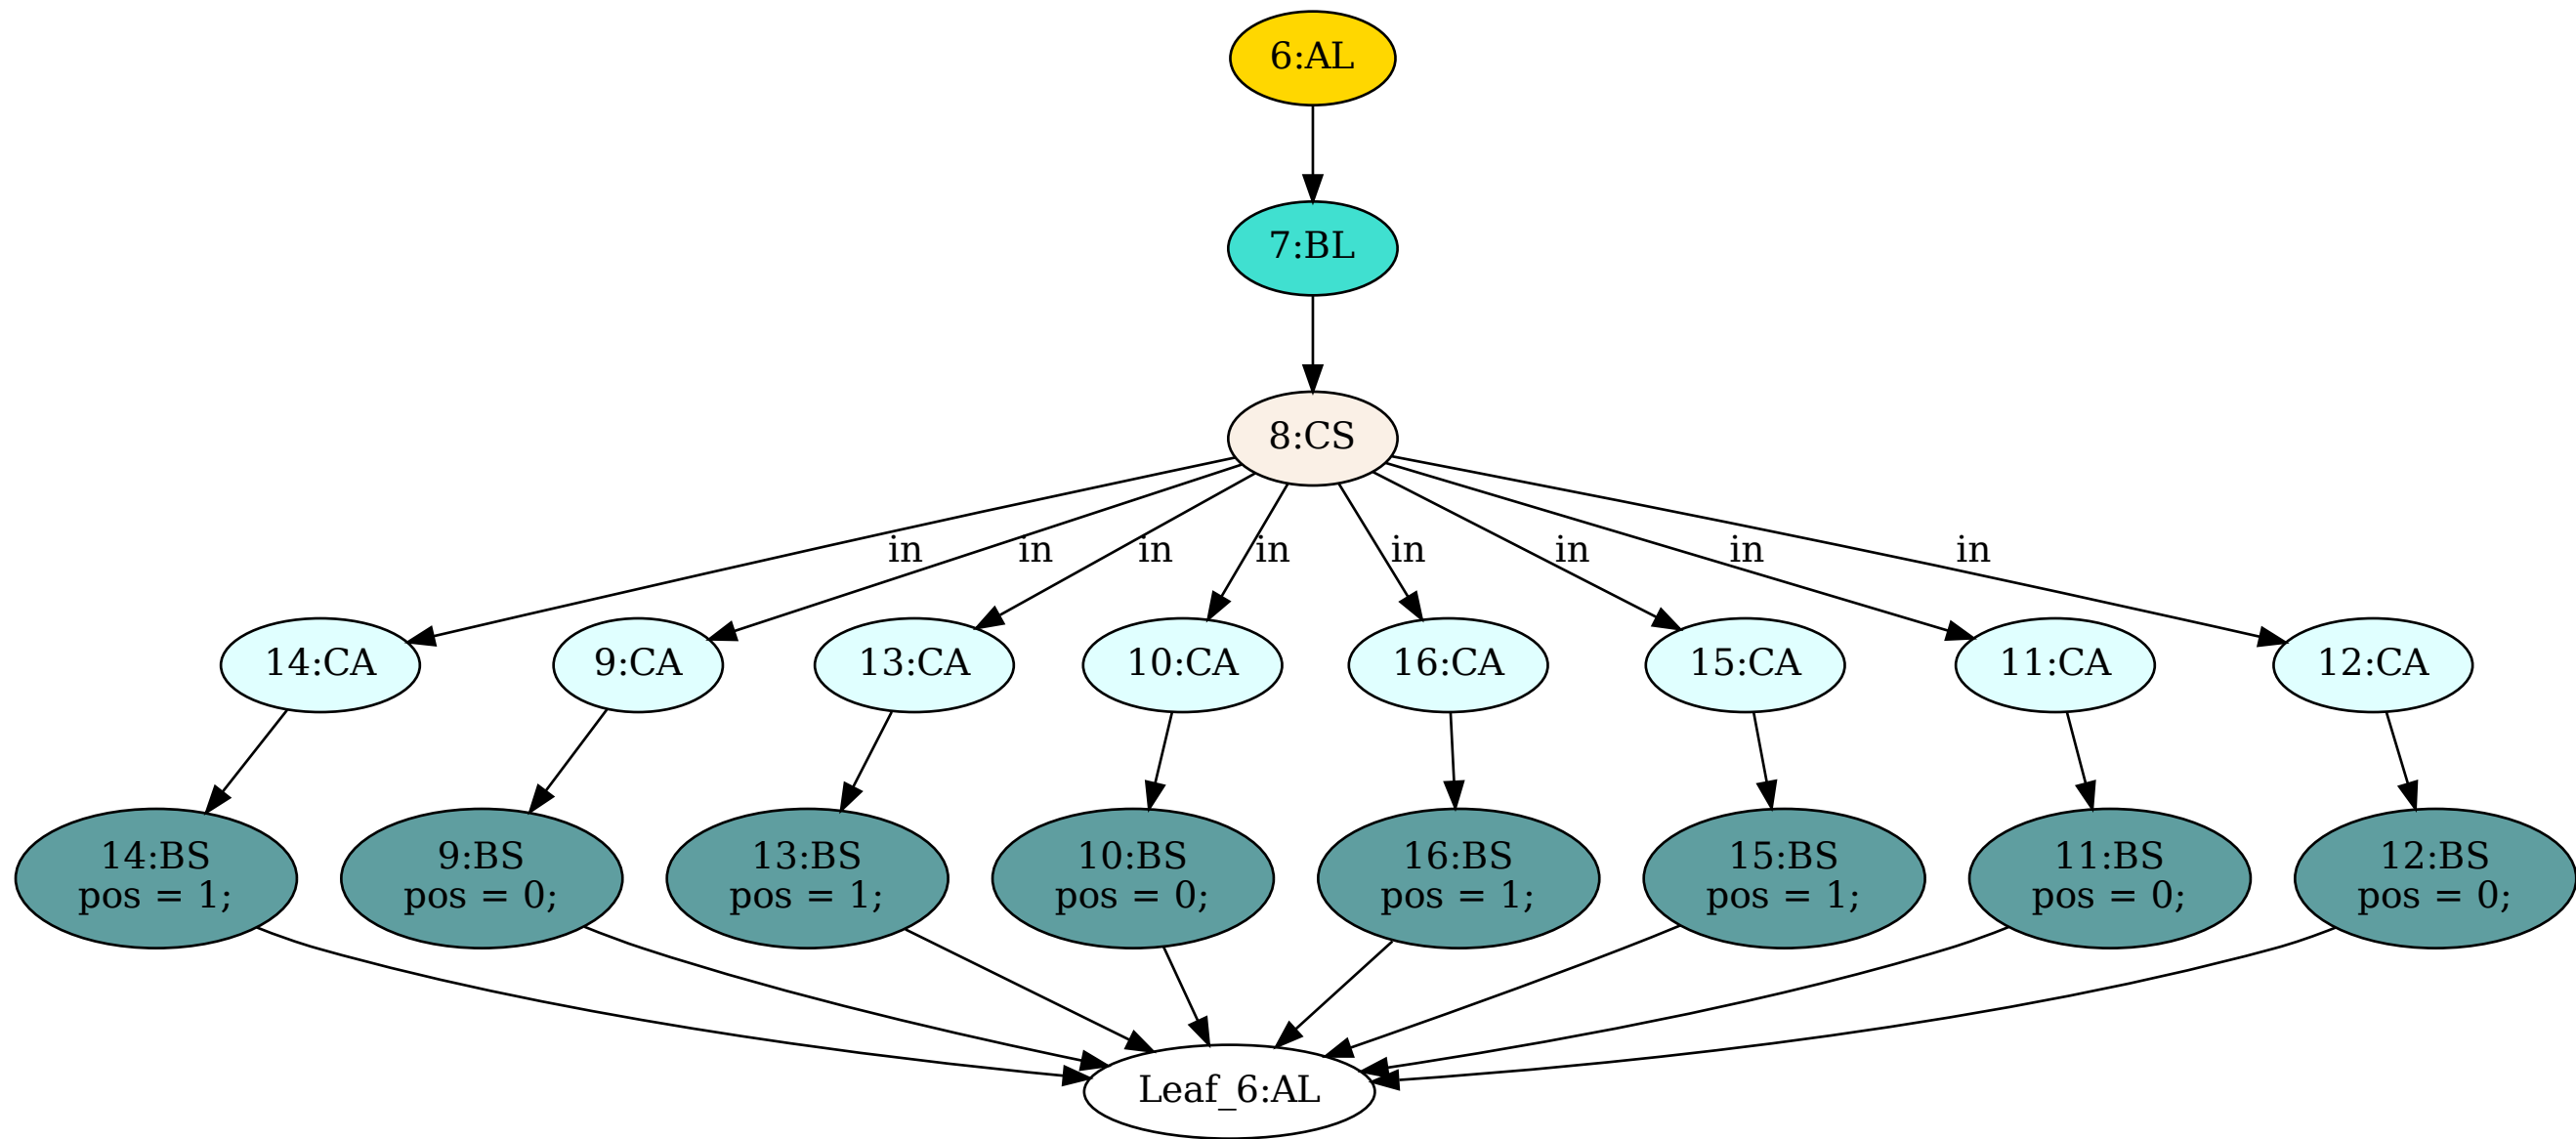 6:AL
7:BL
8:CS
in in in in in in in in
14:CA 9:CA 13:CA 10:CA 16:CA 15:CA 11:CA 12:CA
14:BS 9:BS 13:BS 10:BS 16:BS 15:BS 11:BS 12:BS
pos = 1; pos = 0; pos = 1; pos = 0; pos = 1; pos = 1; pos = 0; pos = 0;
Leaf_6:AL